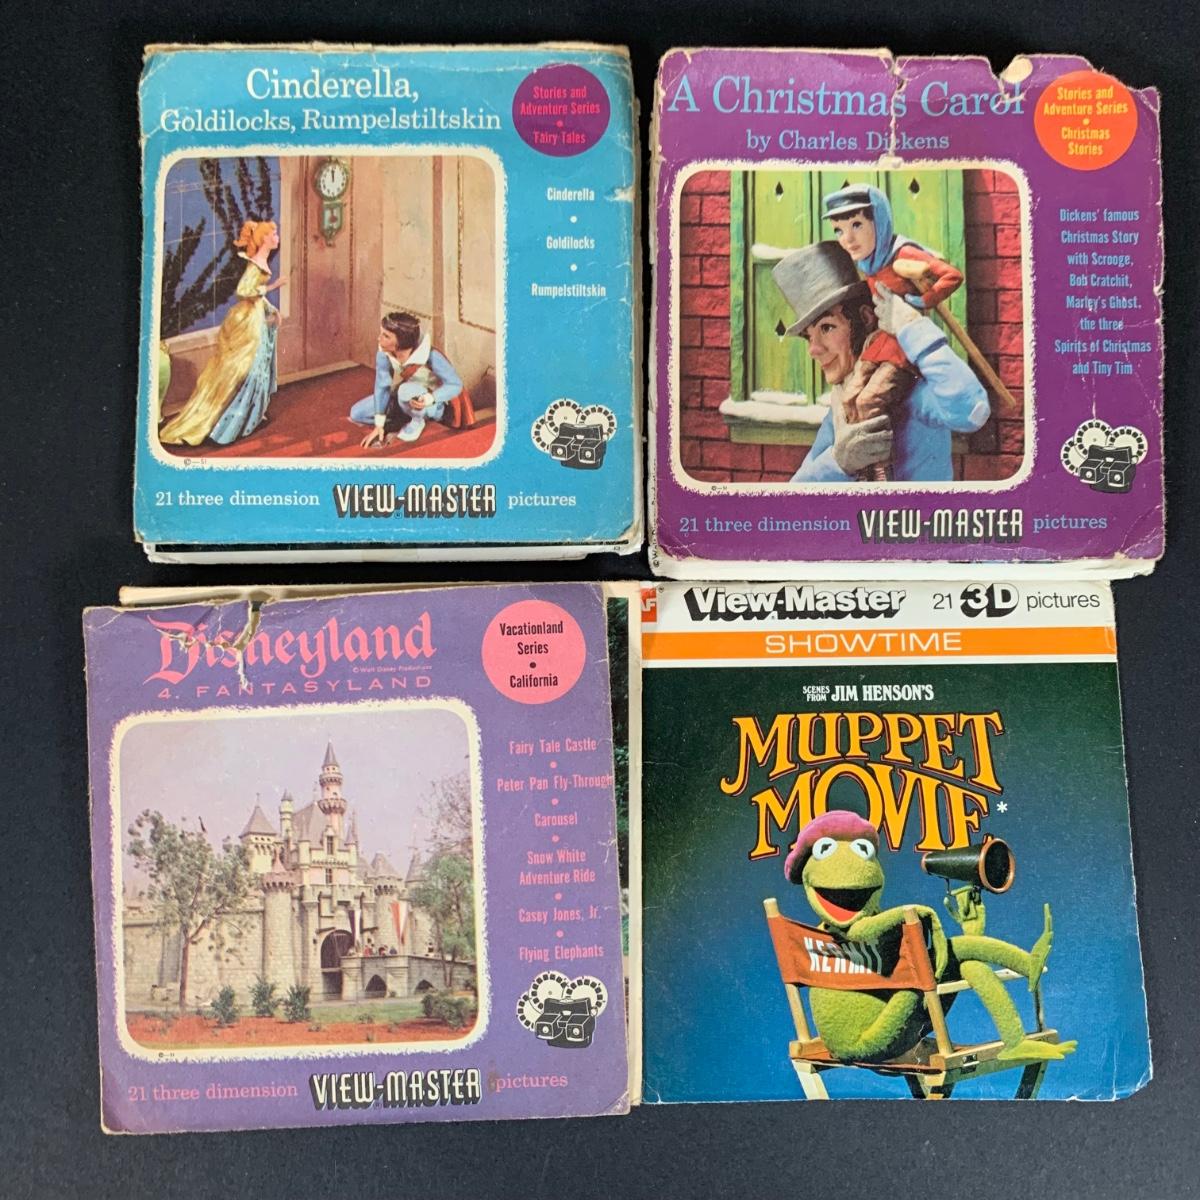 Cinderella,
Goldilocks, Rumpelstiltskin
Stories and
Adventure Series
•
Fairy Tales
Cinderella
•
Goldilocks
•
Rumpelstiltskin
21 three dimension VIEW-MASTER pictures
A Christmas Carol
by Charles Dickens
Stories and
Adventure Series
•
Christmas
Stories
Dickens' famous
Christmas Story
with Scrooge,
Bob Cratchit,
Marley's Ghost,
the three
Spirits of Christmas
and Tiny Tim
21 three dimension VIEW-MASTER pictures
Disneyland
© Walt Disney Productions
4. FANTASYLAND
Vacationland
Series
•
California
Fairy Tale Castle
•
Peter Pan Fly-Through
•
Carousel
•
Snow White
Adventure Ride
•
Casey Jones, Jr.
•
Flying Elephants
21 three dimension VIEW-MASTER pictures
AF View-Master 21 3D pictures
SHOWTIME
SCENES FROM JIM HENSON'S
MUPPET
MOVIE*
KERMIT